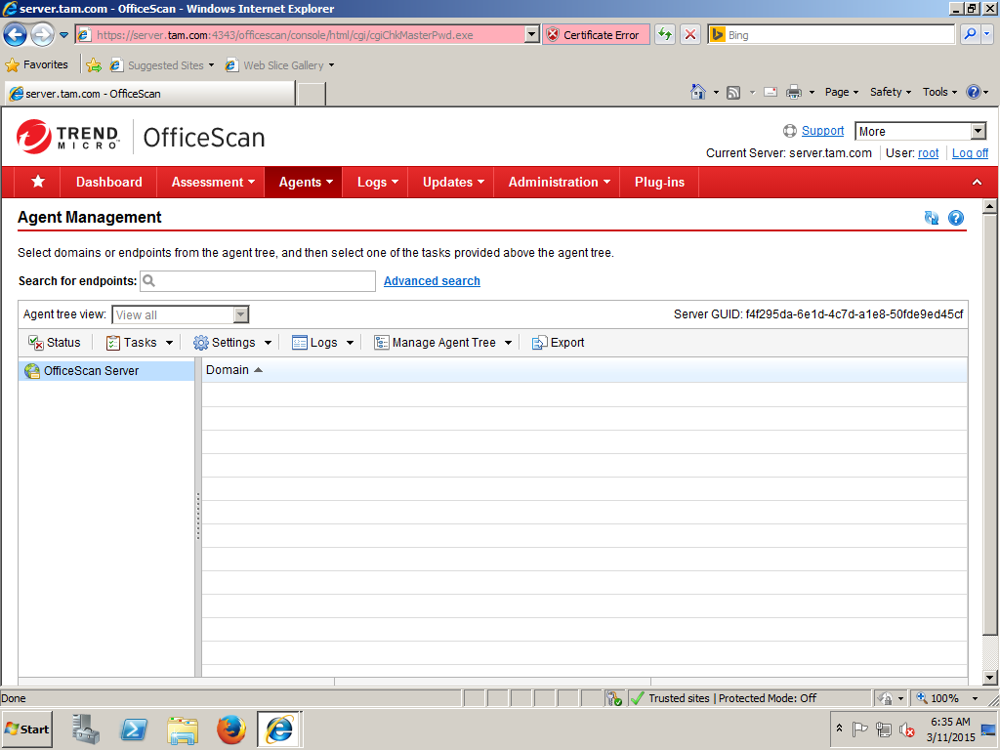 server.tam.com - OfficeScan - Windows Internet Explorer
https://server.tam.com:4343/officescan/console/html/cgi/cgiChkMasterPwd.exe
Certificate Error
Bing
Favorites
Suggested Sites
Web Slice Gallery
server.tam.com - OfficeScan
Page
Safety
Tools
TREND MICRO™
OfficeScan
Support
More
Current Server: server.tam.com
User: root
Log off
Dashboard
Assessment
Agents
Logs
Updates
Administration
Plug-ins
Agent Management
Select domains or endpoints from the agent tree, and then select one of the tasks provided above the agent tree.
Search for endpoints:
Advanced search
Agent tree view:
View all
Server GUID: f4f295da-6e1d-4c7d-a1e8-50fde9ed45cf
Status
Tasks
Settings
Logs
Manage Agent Tree
Export
OfficeScan Server
Domain
Done
Trusted sites | Protected Mode: Off
100%
Start
6:35 AM
3/11/2015